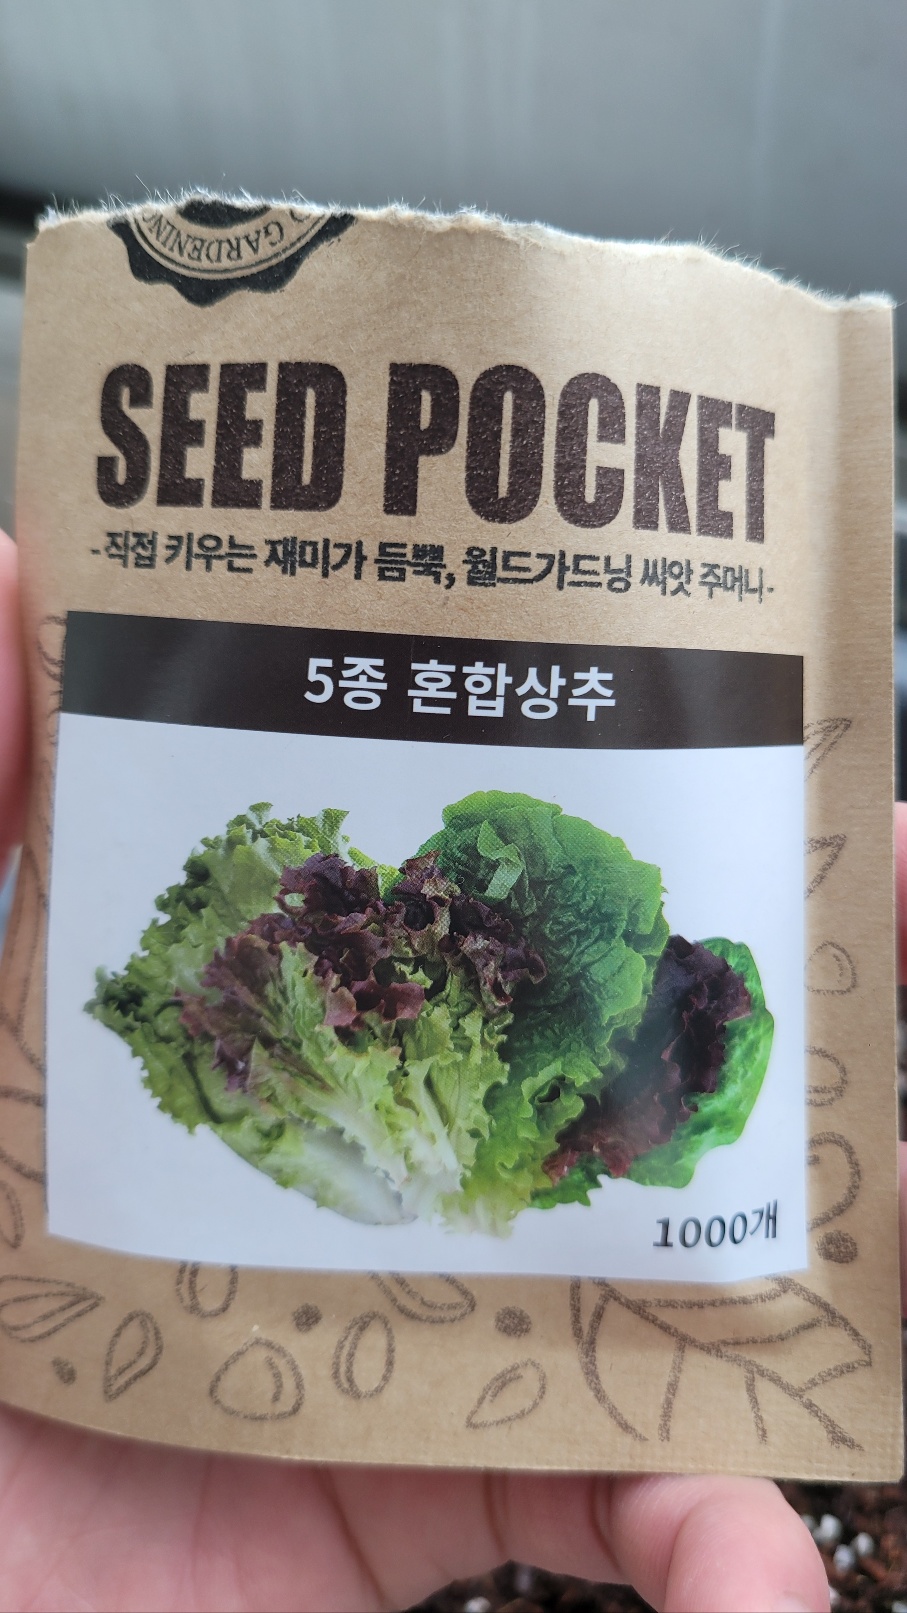 GARDENING
SEED POCKET
- 직접 키우는 재미가 듬뿍, 월드가드닝 씨앗 주머니 -
5종 혼합상추
1000개